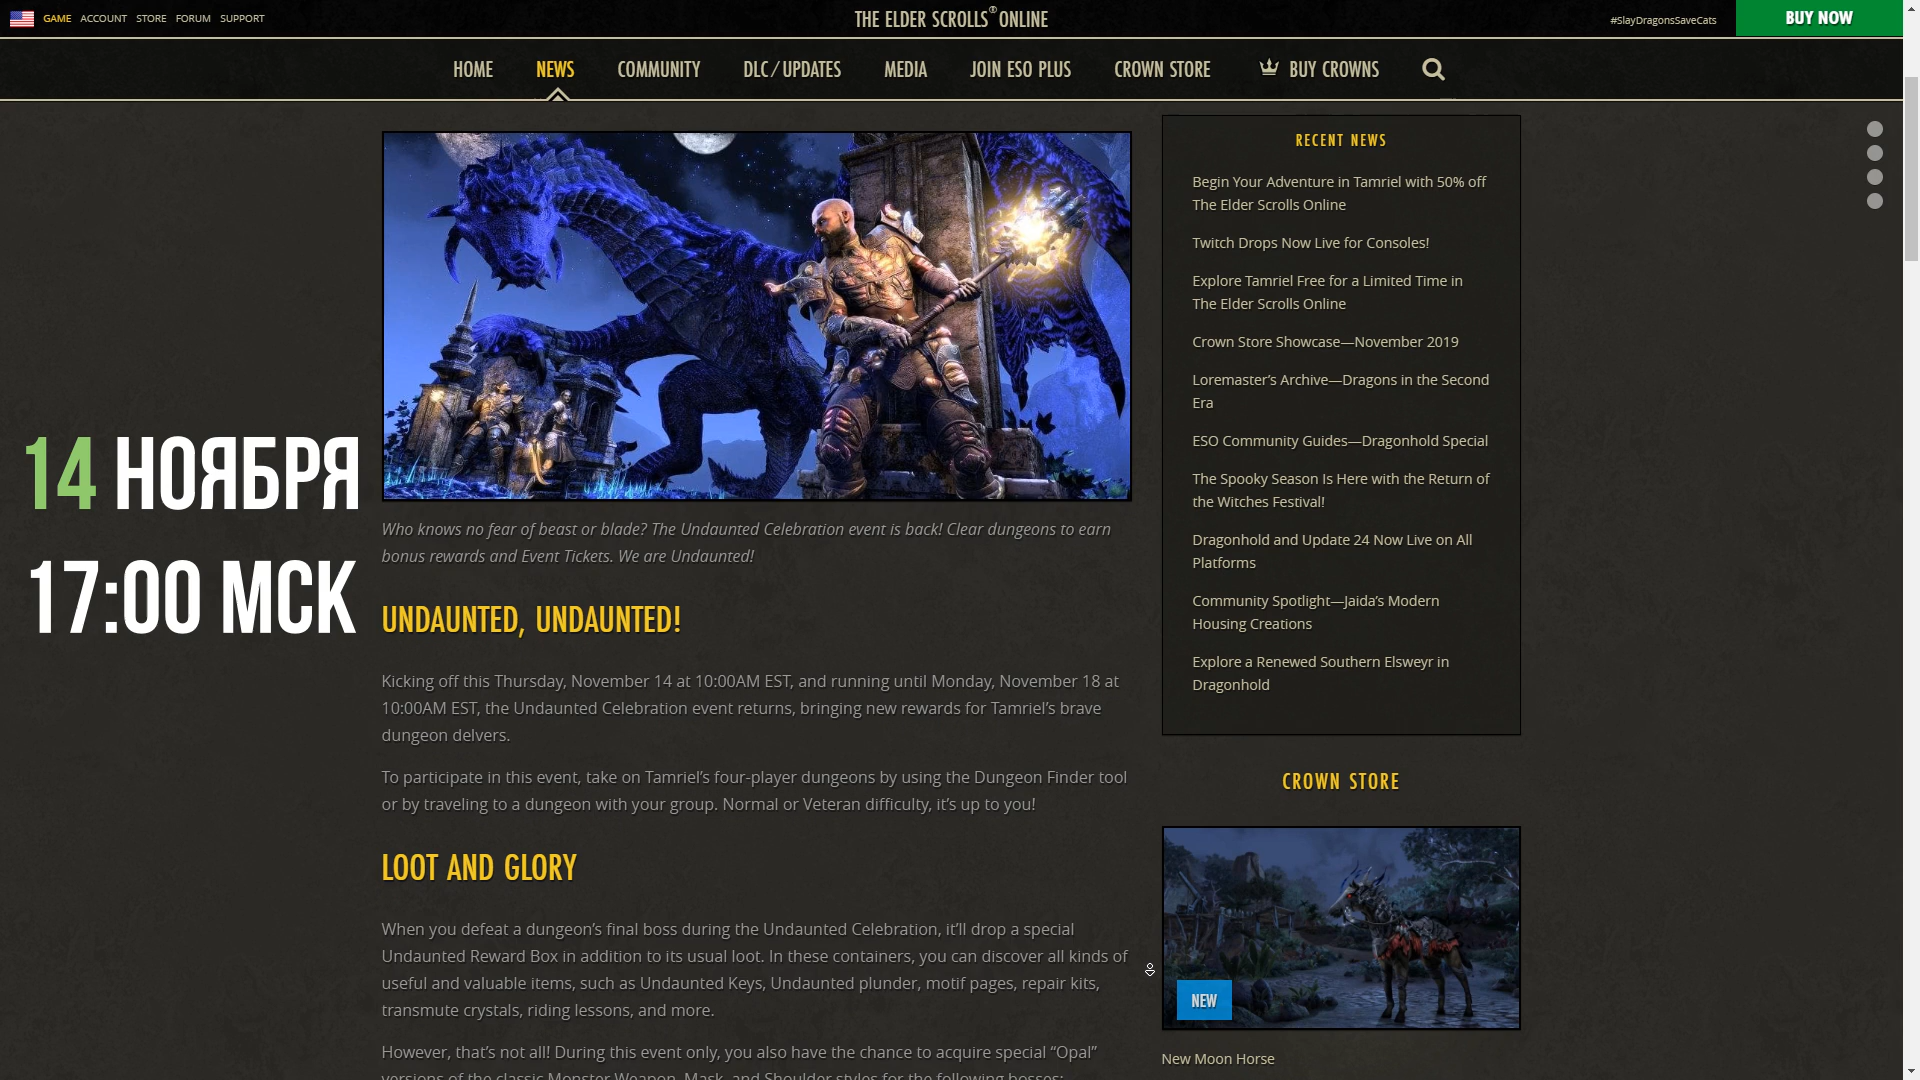 GAME ACCOUNT STORE FORUM SUPPORT
THE ELDER SCROLLS® ONLINE
#SlayDragonsSaveCats
BUY NOW
HOME NEWS COMMUNITY DLC/UPDATES MEDIA JOIN ESO PLUS CROWN STORE BUY CROWNS
14 НОЯБРЯ
17:00 МСК
Who knows no fear of beast or blade? The Undaunted Celebration event is back! Clear dungeons to earn
bonus rewards and Event Tickets. We are Undaunted!
UNDAUNTED, UNDAUNTED!
Kicking off this Thursday, November 14 at 10:00AM EST, and running until Monday, November 18 at
10:00AM EST, the Undaunted Celebration event returns, bringing new rewards for Tamriel’s brave
dungeon delvers.
To participate in this event, take on Tamriel’s four-player dungeons by using the Dungeon Finder tool
or by traveling to a dungeon with your group. Normal or Veteran difficulty, it’s up to you!
LOOT AND GLORY
When you defeat a dungeon’s final boss during the Undaunted Celebration, it’ll drop a special
Undaunted Reward Box in addition to its usual loot. In these containers, you can discover all kinds of
useful and valuable items, such as Undaunted Keys, Undaunted plunder, motif pages, repair kits,
transmute crystals, riding lessons, and more.
However, that’s not all! During this event only, you also have the chance to acquire special “Opal”
versions of the classic Monster Weapon, Mask, and Shoulder styles for the following bosses:
RECENT NEWS
Begin Your Adventure in Tamriel with 50% off
The Elder Scrolls Online
Twitch Drops Now Live for Consoles!
Explore Tamriel Free for a Limited Time in
The Elder Scrolls Online
Crown Store Showcase—November 2019
Loremaster’s Archive—Dragons in the Second
Era
ESO Community Guides—Dragonhold Special
The Spooky Season Is Here with the Return of
the Witches Festival!
Dragonhold and Update 24 Now Live on All
Platforms
Community Spotlight—Jaida’s Modern
Housing Creations
Explore a Renewed Southern Elsweyr in
Dragonhold
CROWN STORE
NEW
New Moon Horse